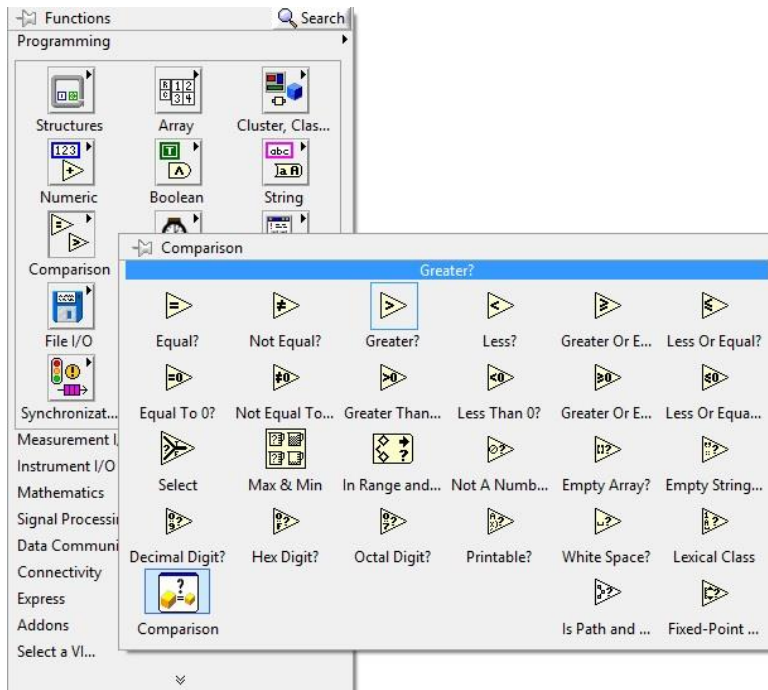 Functions
Search
Programming
Structures
Array
Cluster, Clas...
Numeric
Boolean
String
Comparison
File I/O
Synchronizat...
Measurement I
Instrument I/O
Mathematics
Signal Processi
Data Communi
Connectivity
Express
Addons
Select a VI...
Comparison
Greater?
Equal? Not Equal? Greater? Less? Greater Or E... Less Or Equal?
Equal To 0? Not Equal To... Greater Than... Less Than 0? Greater Or E... Less Or Equa...
Select Max & Min In Range and... Not A Numb... Empty Array? Empty String...
Decimal Digit? Hex Digit? Octal Digit? Printable? White Space? Lexical Class
Comparison Is Path and ... Fixed-Point ...